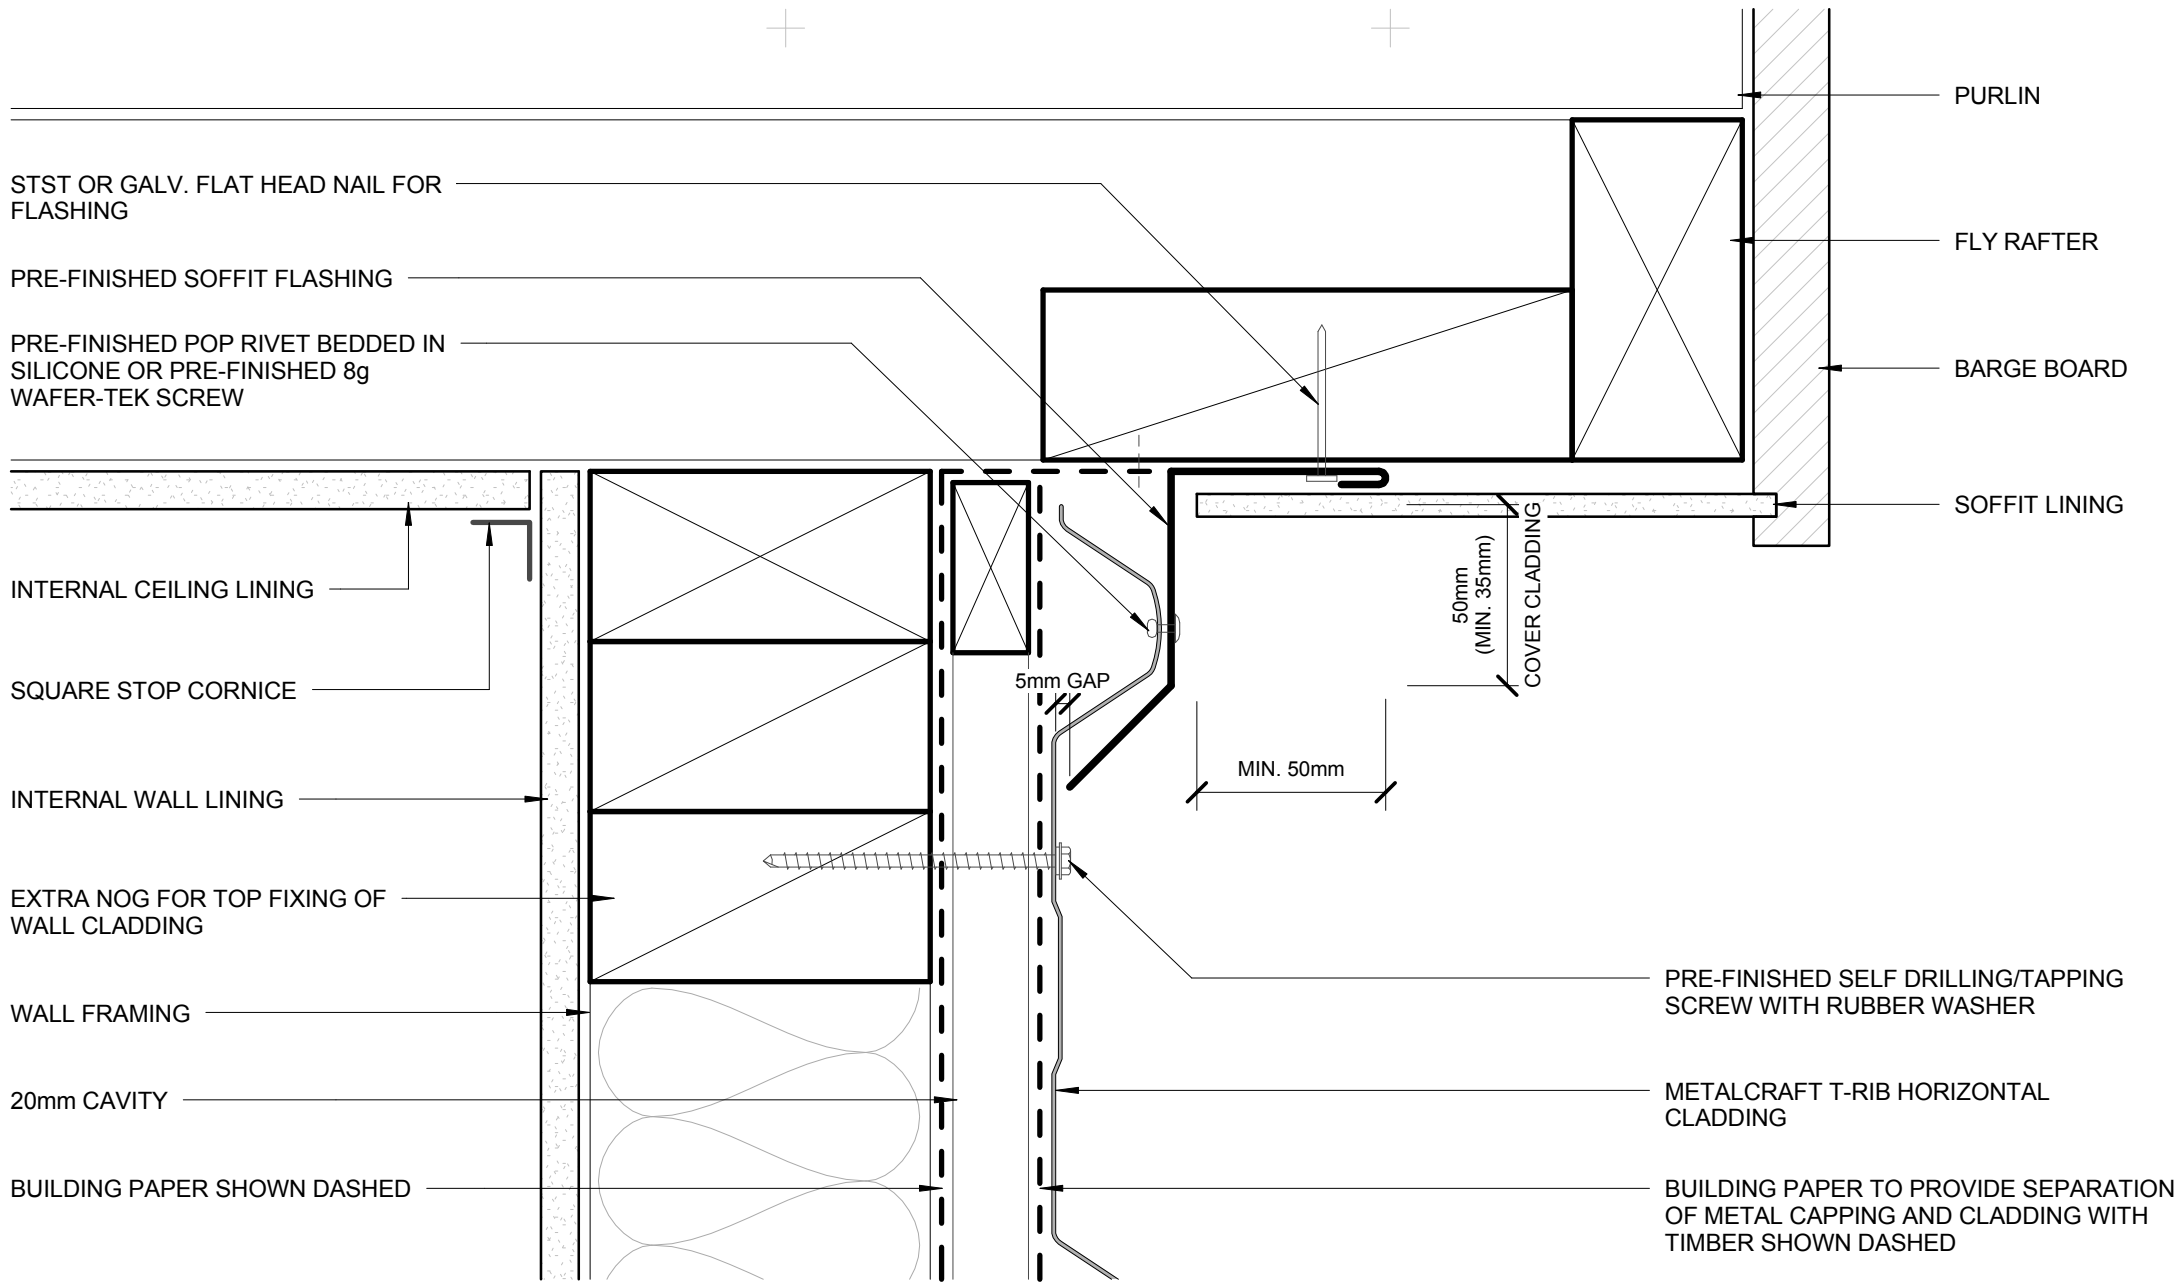 STST OR GALV. FLAT HEAD NAIL FOR
FLASHING
PRE-FINISHED SOFFIT FLASHING
PRE-FINISHED POP RIVET BEDDED IN
SILICONE OR PRE-FINISHED 8g
WAFER-TEK SCREW
INTERNAL CEILING LINING
SQUARE STOP CORNICE
INTERNAL WALL LINING
EXTRA NOG FOR TOP FIXING OF
WALL CLADDING
WALL FRAMING
20mm CAVITY
BUILDING PAPER SHOWN DASHED
5mm GAP
MIN. 50mm
50mm
(MIN. 35mm)
COVER CLADDING
PURLIN
FLY RAFTER
BARGE BOARD
SOFFIT LINING
PRE-FINISHED SELF DRILLING/TAPPING
SCREW WITH RUBBER WASHER
METALCRAFT T-RIB HORIZONTAL
CLADDING
BUILDING PAPER TO PROVIDE SEPARATION
OF METAL CAPPING AND CLADDING WITH
TIMBER SHOWN DASHED